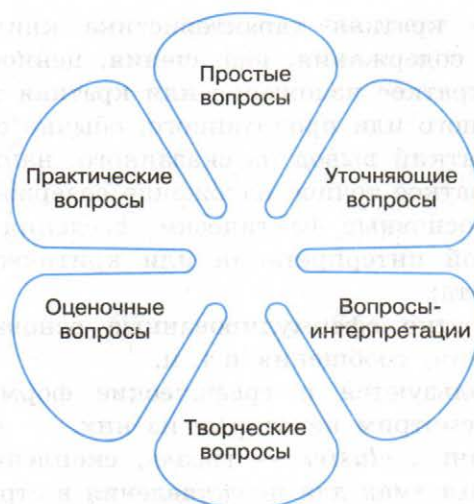 Простые
вопросы
Практические
вопросы
Уточняющие
вопросы
Оценочные
вопросы
Вопросы-
интерпретации
Творческие
вопросы